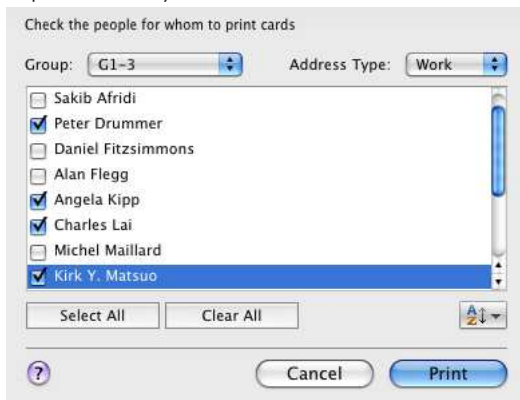 Check the people for whom to print cards
Group: G1-3 Address Type: Work
Sakib Afridi
Peter Drummer
Daniel Fitzsimmons
Alan Flegg
Angela Kipp
Charles Lai
Michel Maillard
Kirk Y. Matsuo
Select All Clear All A Z
? Cancel Print